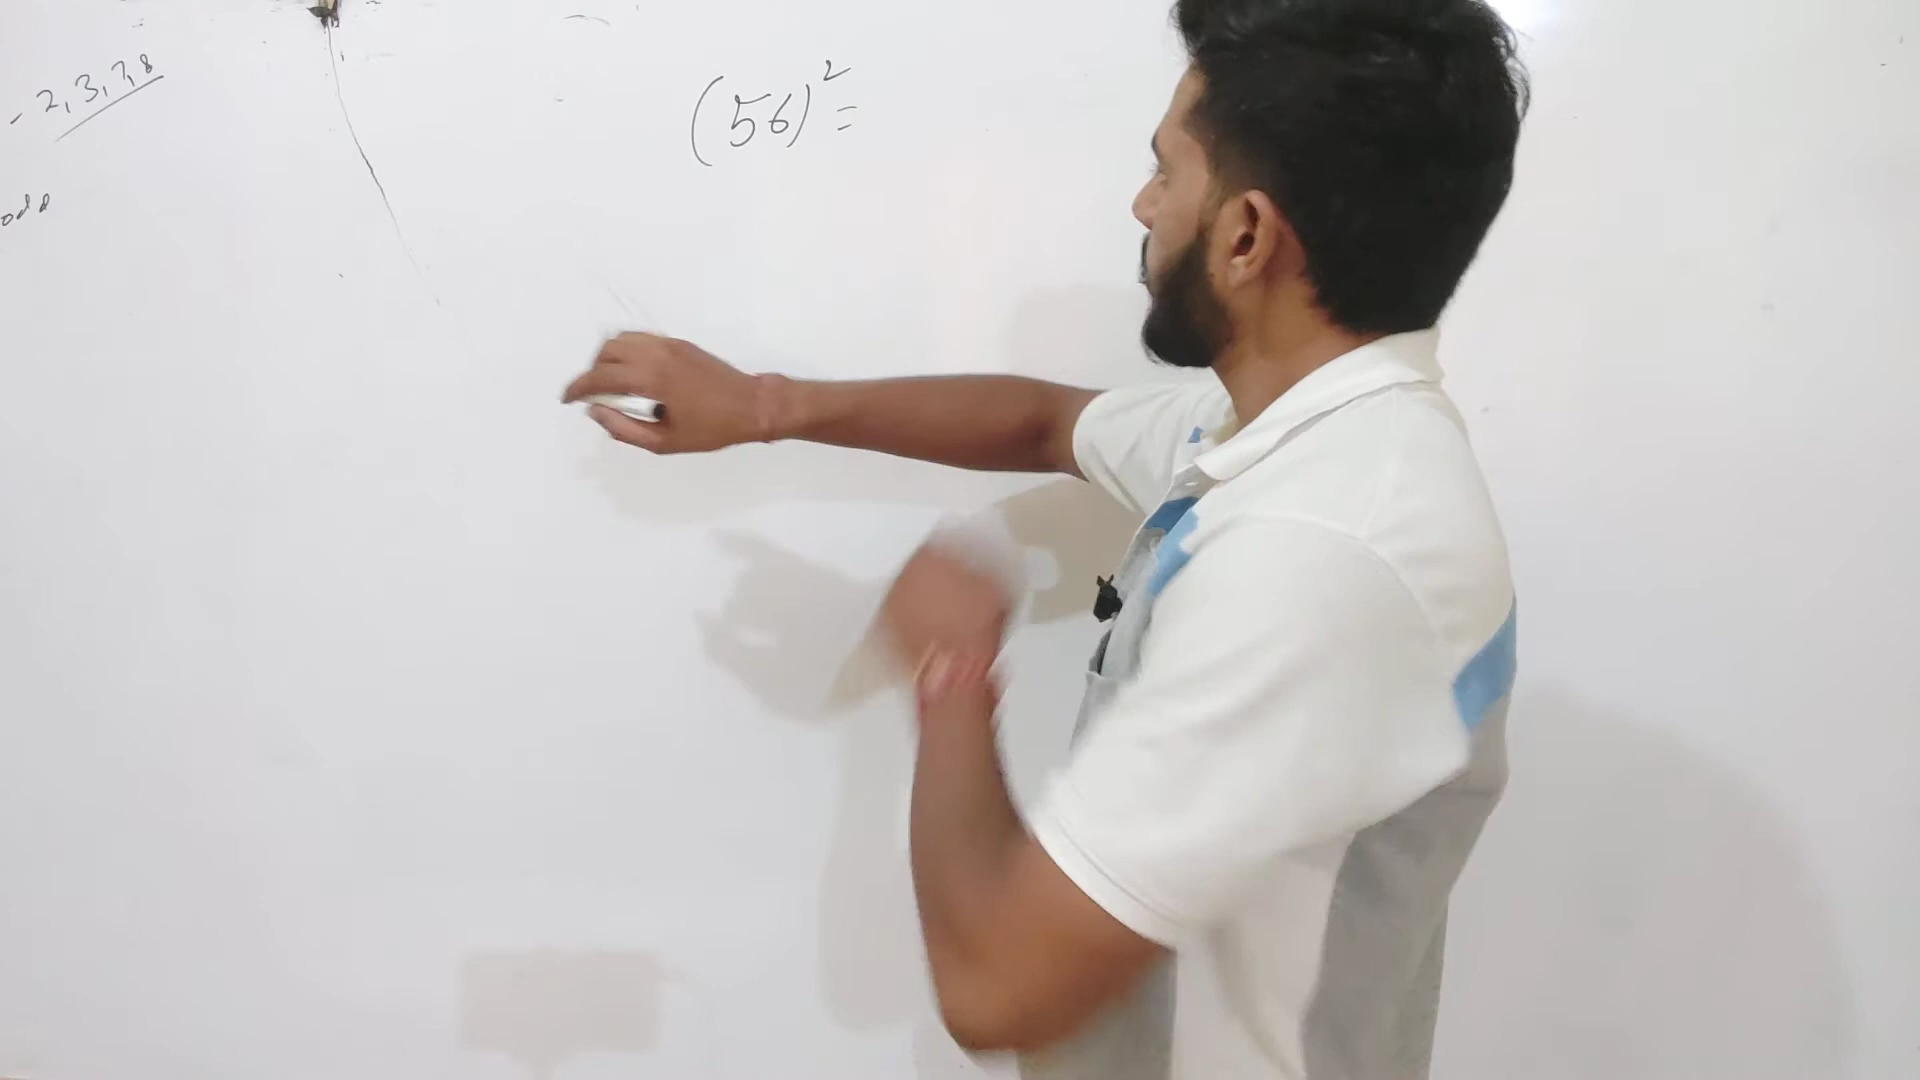 - 2, 3, 7, 8
odd
(56)² =